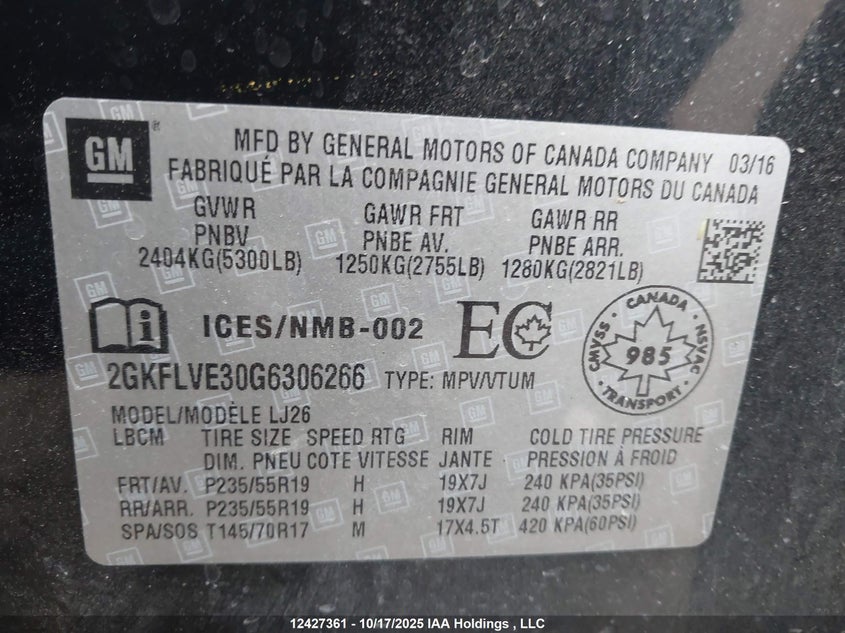 GM
MFD BY GENERAL MOTORS OF CANADA COMPANY 03/16
FABRIQUÉ PAR LA COMPAGNIE GENERAL MOTORS DU CANADA
GVWR GAWR FRT GAWR RR
PNBV PNBE AV. PNBE ARR.
2404KG(5300LB) 1250KG(2755LB) 1280KG(2821LB)
ICES/NMB-002 EC
CANADA
CMVSS 985 NSVAC
TRANSPORT
2GKFLVE30G6306266 TYPE: MPV/VTUM
MODEL/MODÈLE LJ26
LBCM TIRE SIZE SPEED RTG RIM COLD TIRE PRESSURE
DIM. PNEU COTE VITESSE JANTE PRESSION À FROID
FRT/AV. P235/55R19 H 19X7J 240 KPA(35PSI)
RR/ARR. P235/55R19 H 19X7J 240 KPA(35PSI)
SPA/SOS T145/70R17 M 17X4.5T 420 KPA(60PSI)
12427361 - 10/17/2025 IAA Holdings , LLC